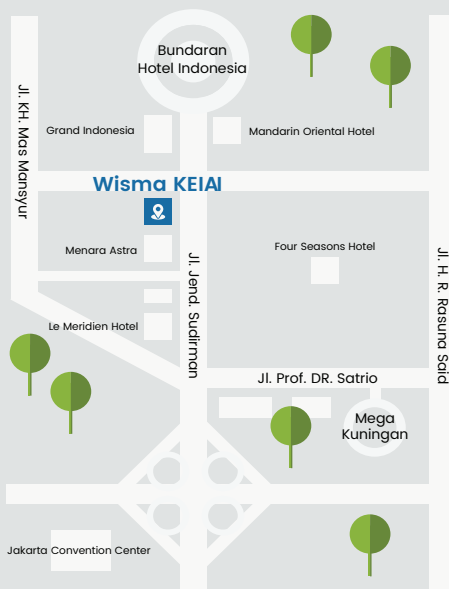 Bundaran
Hotel Indonesia
Jl. KH. Mas Mansyur
Grand Indonesia
Mandarin Oriental Hotel
Wisma KEIAI
Menara Astra
Four Seasons Hotel
Jl. Jend. Sudirman
Jl. H. R. Rasuna Said
Le Meridien Hotel
Jl. Prof. DR. Satrio
Mega
Kuningan
Jakarta Convention Center